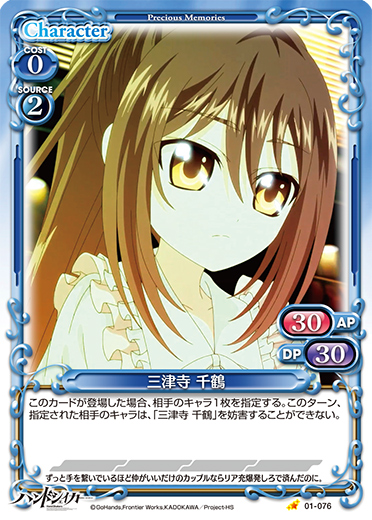 Precious Memories
Character
COST
0
SOURCE
2
30 AP
DP 30
三津寺 千鶴
このカードが登場した場合、相手のキャラ1枚を指定する。このターン、
指定された相手のキャラは、「三津寺 千鶴」を妨害することができない。
ずっと手を繋いでいるほど仲がいいだけのカップルならリア充爆発しろで済んだのに。
ハンドシェイカー
©GoHands,Frontier Works,KADOKAWA/Project-HS
01-076